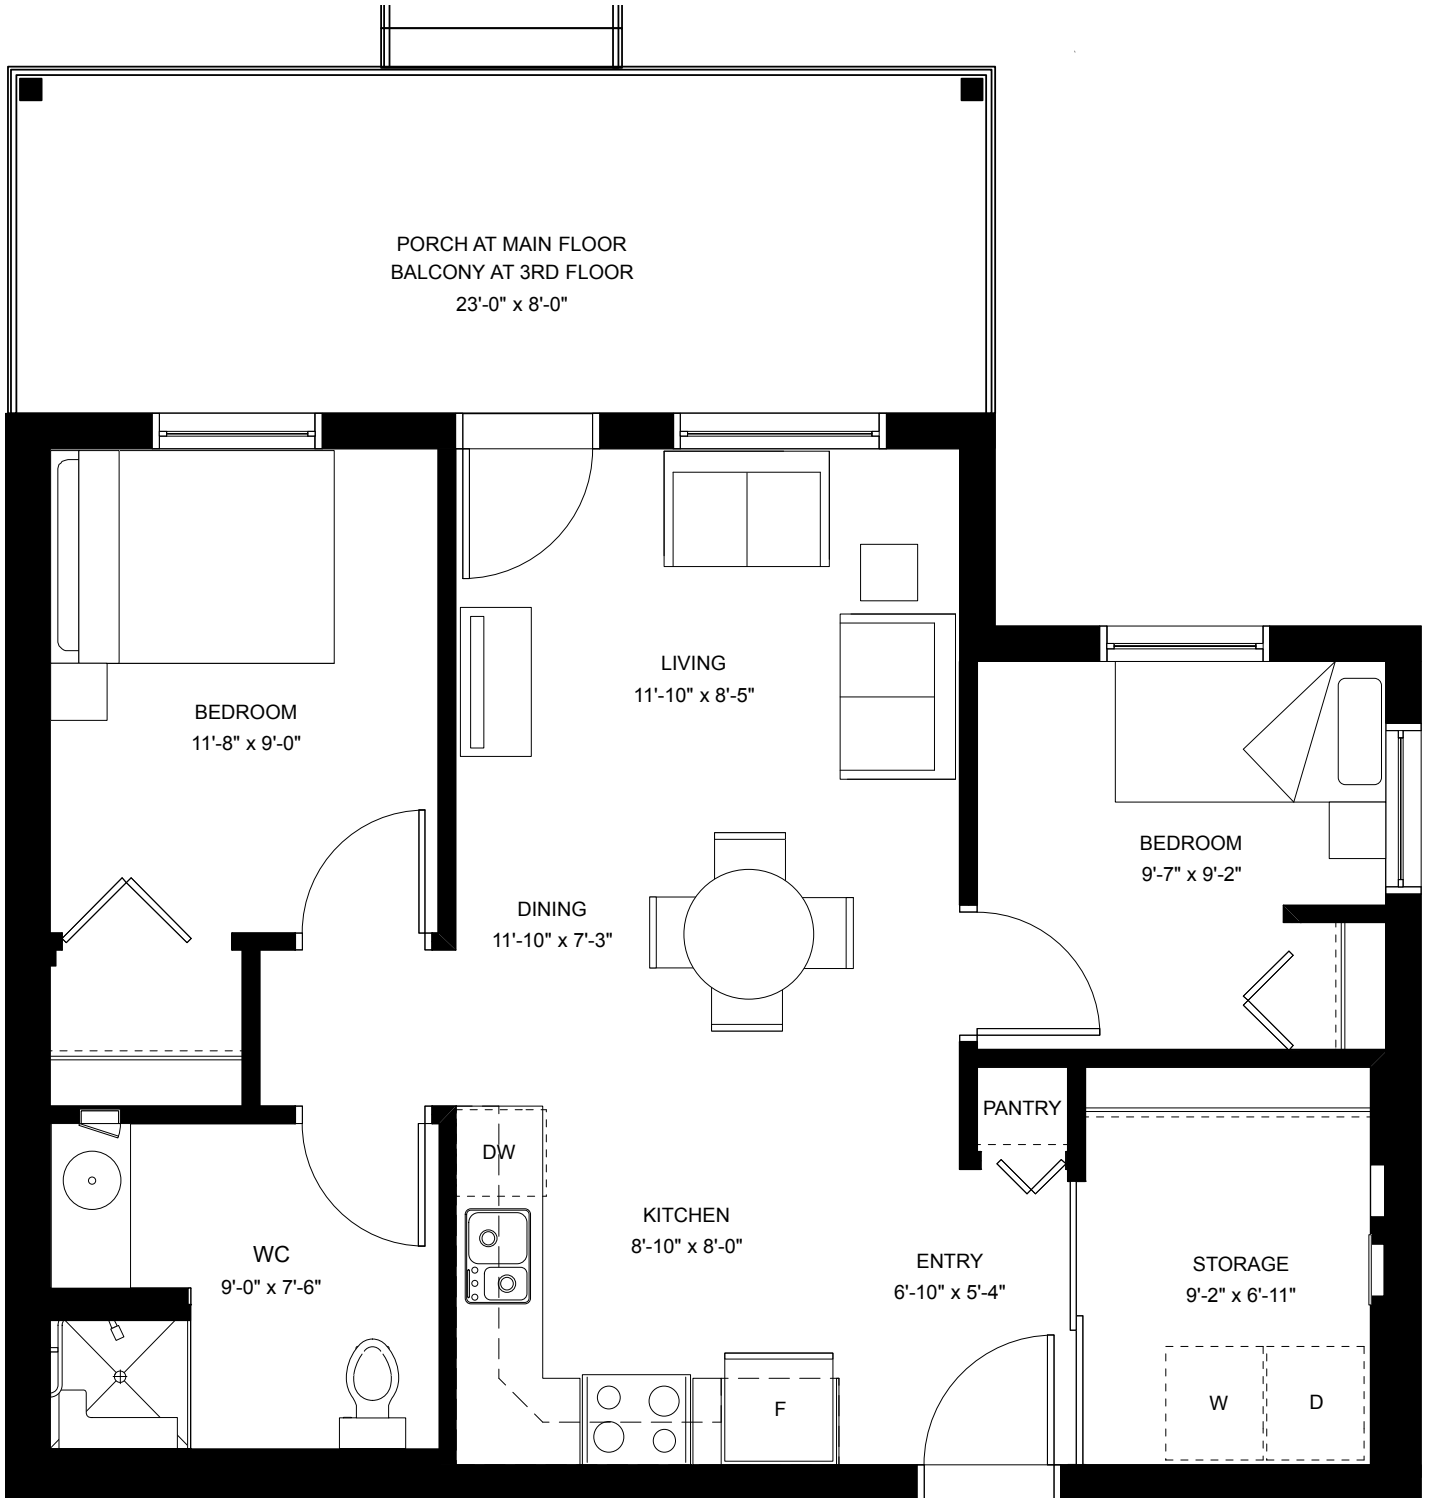 PORCH AT MAIN FLOOR
BALCONY AT 3RD FLOOR
23'-0" x 8'-0"
LIVING
11'-10" x 8'-5"
BEDROOM
11'-8" x 9'-0"
BEDROOM
9'-7" x 9'-2"
DINING
11'-10" x 7'-3"
PANTRY
DW
KITCHEN
8'-10" x 8'-0"
WC
9'-0" x 7'-6"
ENTRY
6'-10" x 5'-4"
STORAGE
9'-2" x 6'-11"
F
W
D